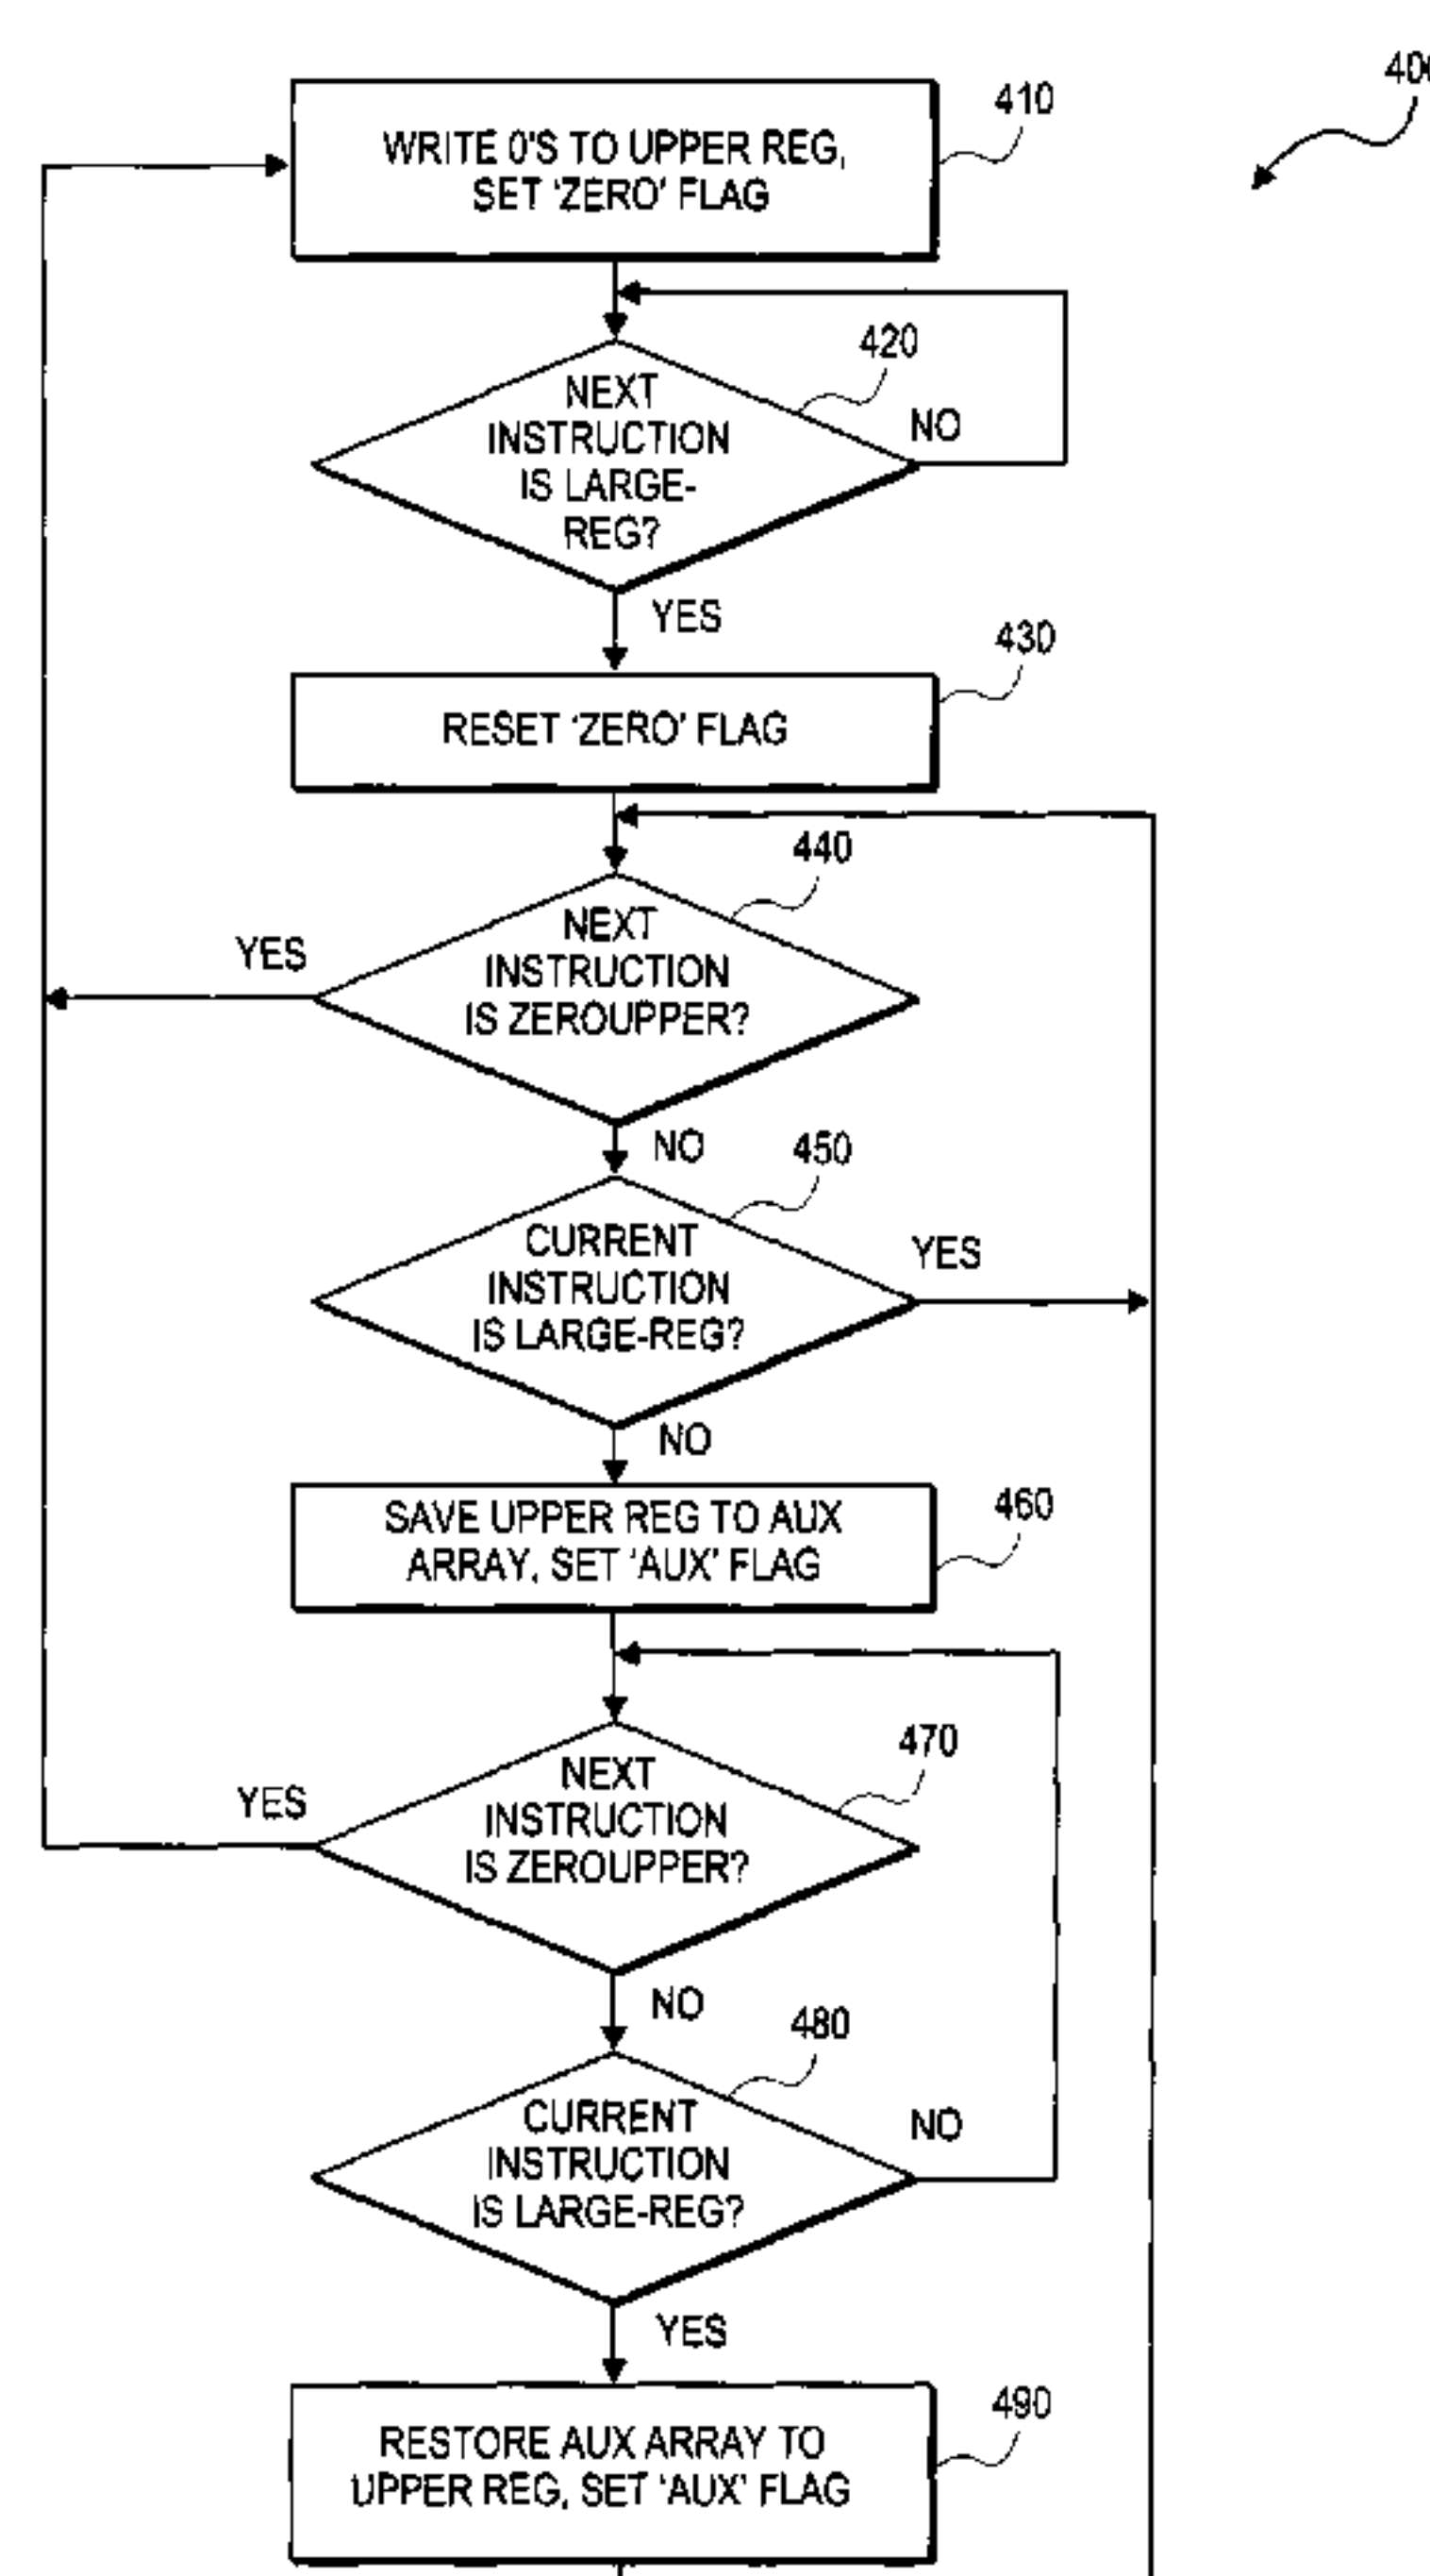 400
410
WRITE 0'S TO UPPER REG,
SET 'ZERO' FLAG
420
NEXT
INSTRUCTION
IS LARGE-
REG?
NO
YES
430
RESET 'ZERO' FLAG
440
NEXT
INSTRUCTION
IS ZEROUPPER?
YES
NO
450
CURRENT
INSTRUCTION
IS LARGE-REG?
YES
NO
460
SAVE UPPER REG TO AUX
ARRAY, SET 'AUX' FLAG
470
NEXT
INSTRUCTION
IS ZEROUPPER?
YES
NO
480
CURRENT
INSTRUCTION
IS LARGE-REG?
NO
YES
490
RESTORE AUX ARRAY TO
UPPER REG, SET 'AUX' FLAG